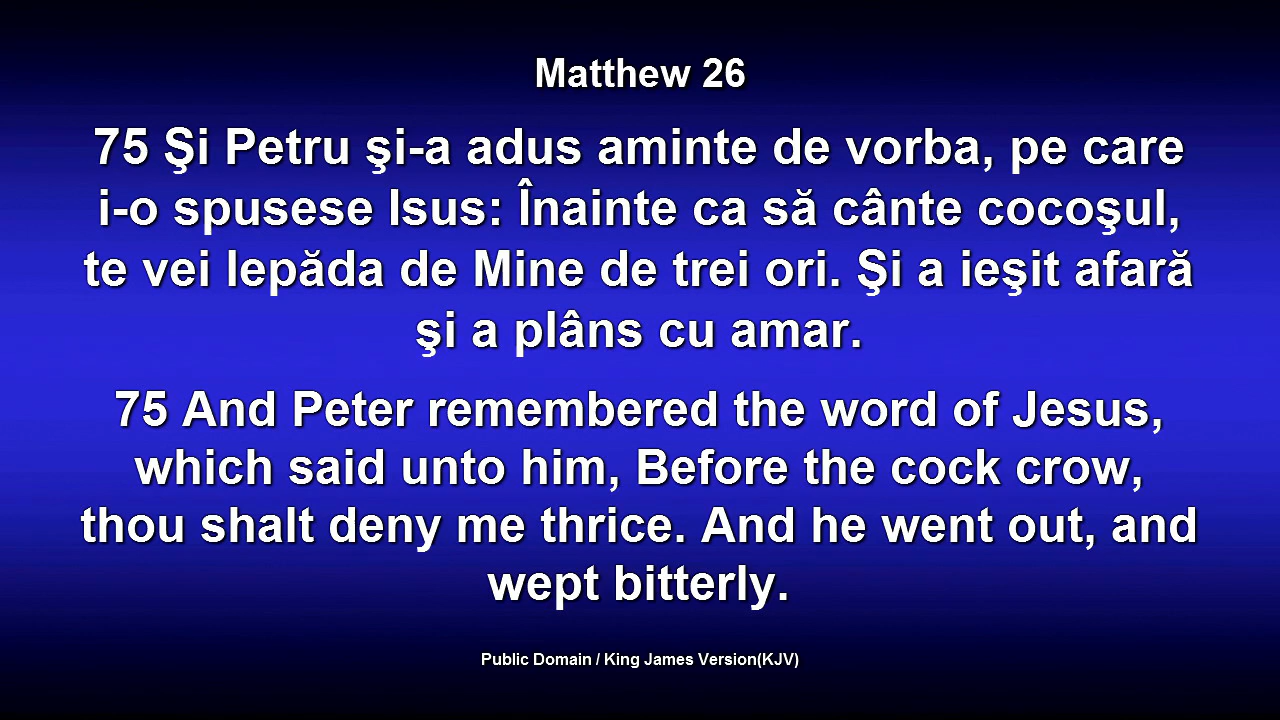 Matthew 26
75 Şi Petru şi-a adus aminte de vorba, pe care
i-o spusese Isus: Înainte ca să cânte cocoşul,
te vei lepăda de Mine de trei ori. Şi a ieşit afară
şi a plâns cu amar.
75 And Peter remembered the word of Jesus,
which said unto him, Before the cock crow,
thou shalt deny me thrice. And he went out, and
wept bitterly.
Public Domain / King James Version(KJV)